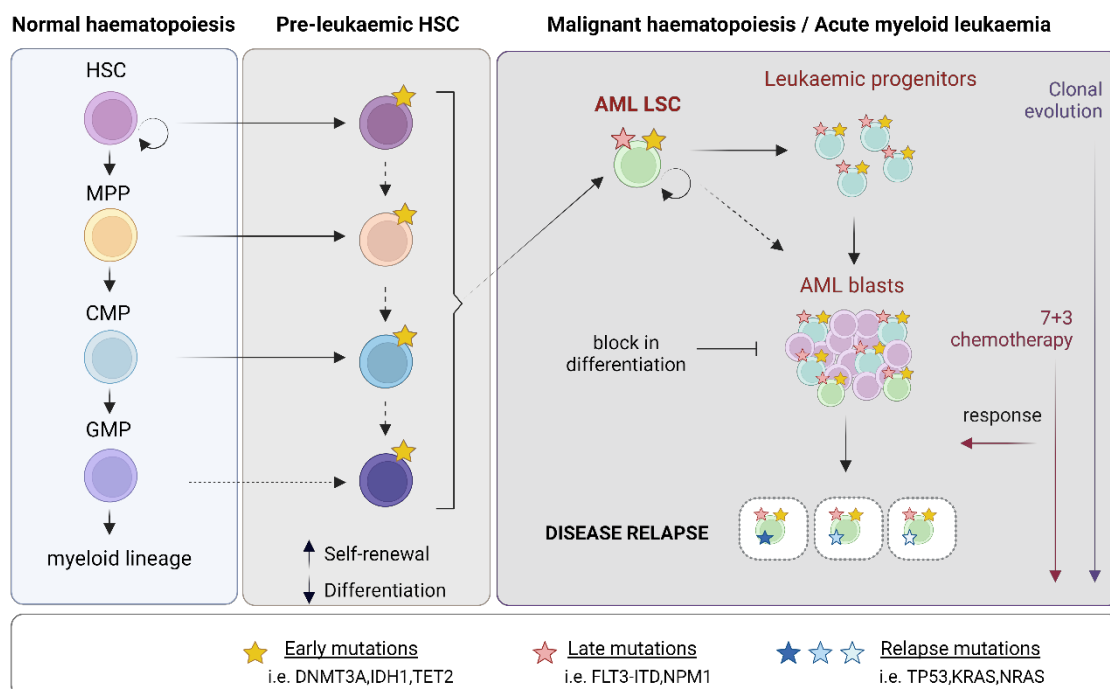 Normal haematopoiesis
Pre-leukaemic HSC
Malignant haematopoiesis / Acute myeloid leukaemia
HSC
MPP
CMP
GMP
myeloid lineage
Self-renewal
Differentiation
AML LSC
Leukaemic progenitors
Clonal
evolution
AML blasts
block in
differentiation
7+3
chemotherapy
response
DISEASE RELAPSE
Early mutations
i.e. DNMT3A,IDH1,TET2
Late mutations
i.e. FLT3-ITD,NPM1
Relapse mutations
i.e. TP53,KRAS,NRAS